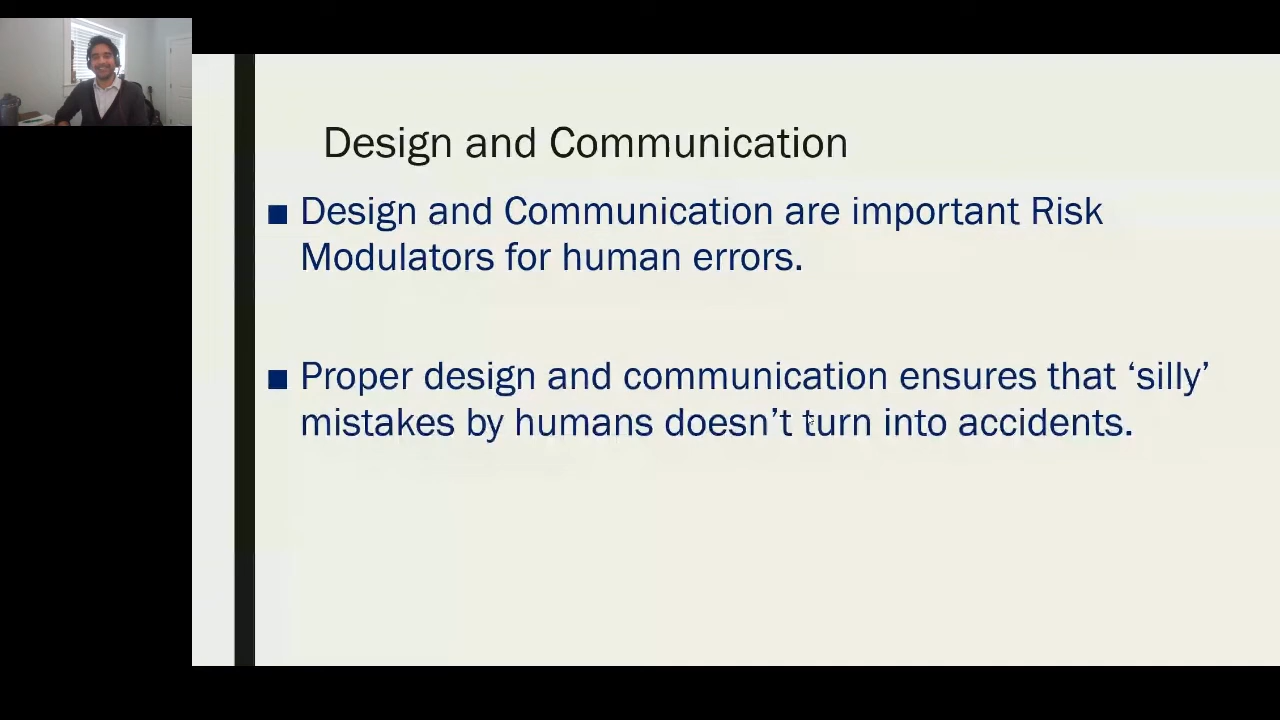 Design and Communication
■ Design and Communication are important Risk
Modulators for human errors.
■ Proper design and communication ensures that ‘silly’
mistakes by humans doesn’t turn into accidents.